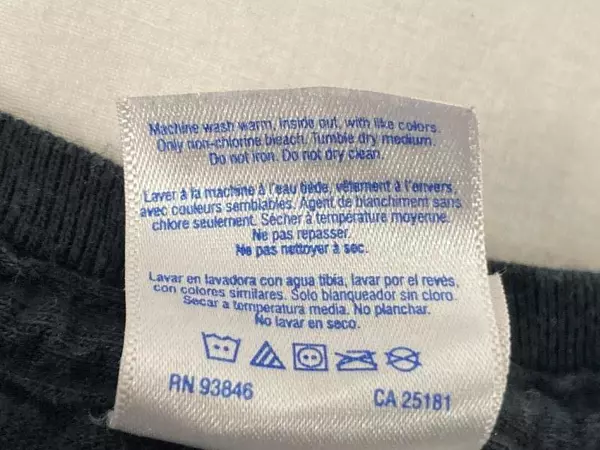 Machine wash warm, inside out, with like colors.
Only non-chlorine bleach. Tumble dry medium.
Do not iron. Do not dry clean.
Laver à la machine à l'eau tiède, vêtement à l'envers,
avec couleurs semblables. Agent de blanchiment sans
chlore seulement. Sécher à température moyenne.
Ne pas repasser.
Ne pas nettoyer à sec.
Lavar en lavadora con agua tibia, lavar por el revés,
con colores similares. Solo blanqueador sin cloro.
Secar a temperatura media. No planchar.
No lavar en seco.
RN 93846 CA 25181